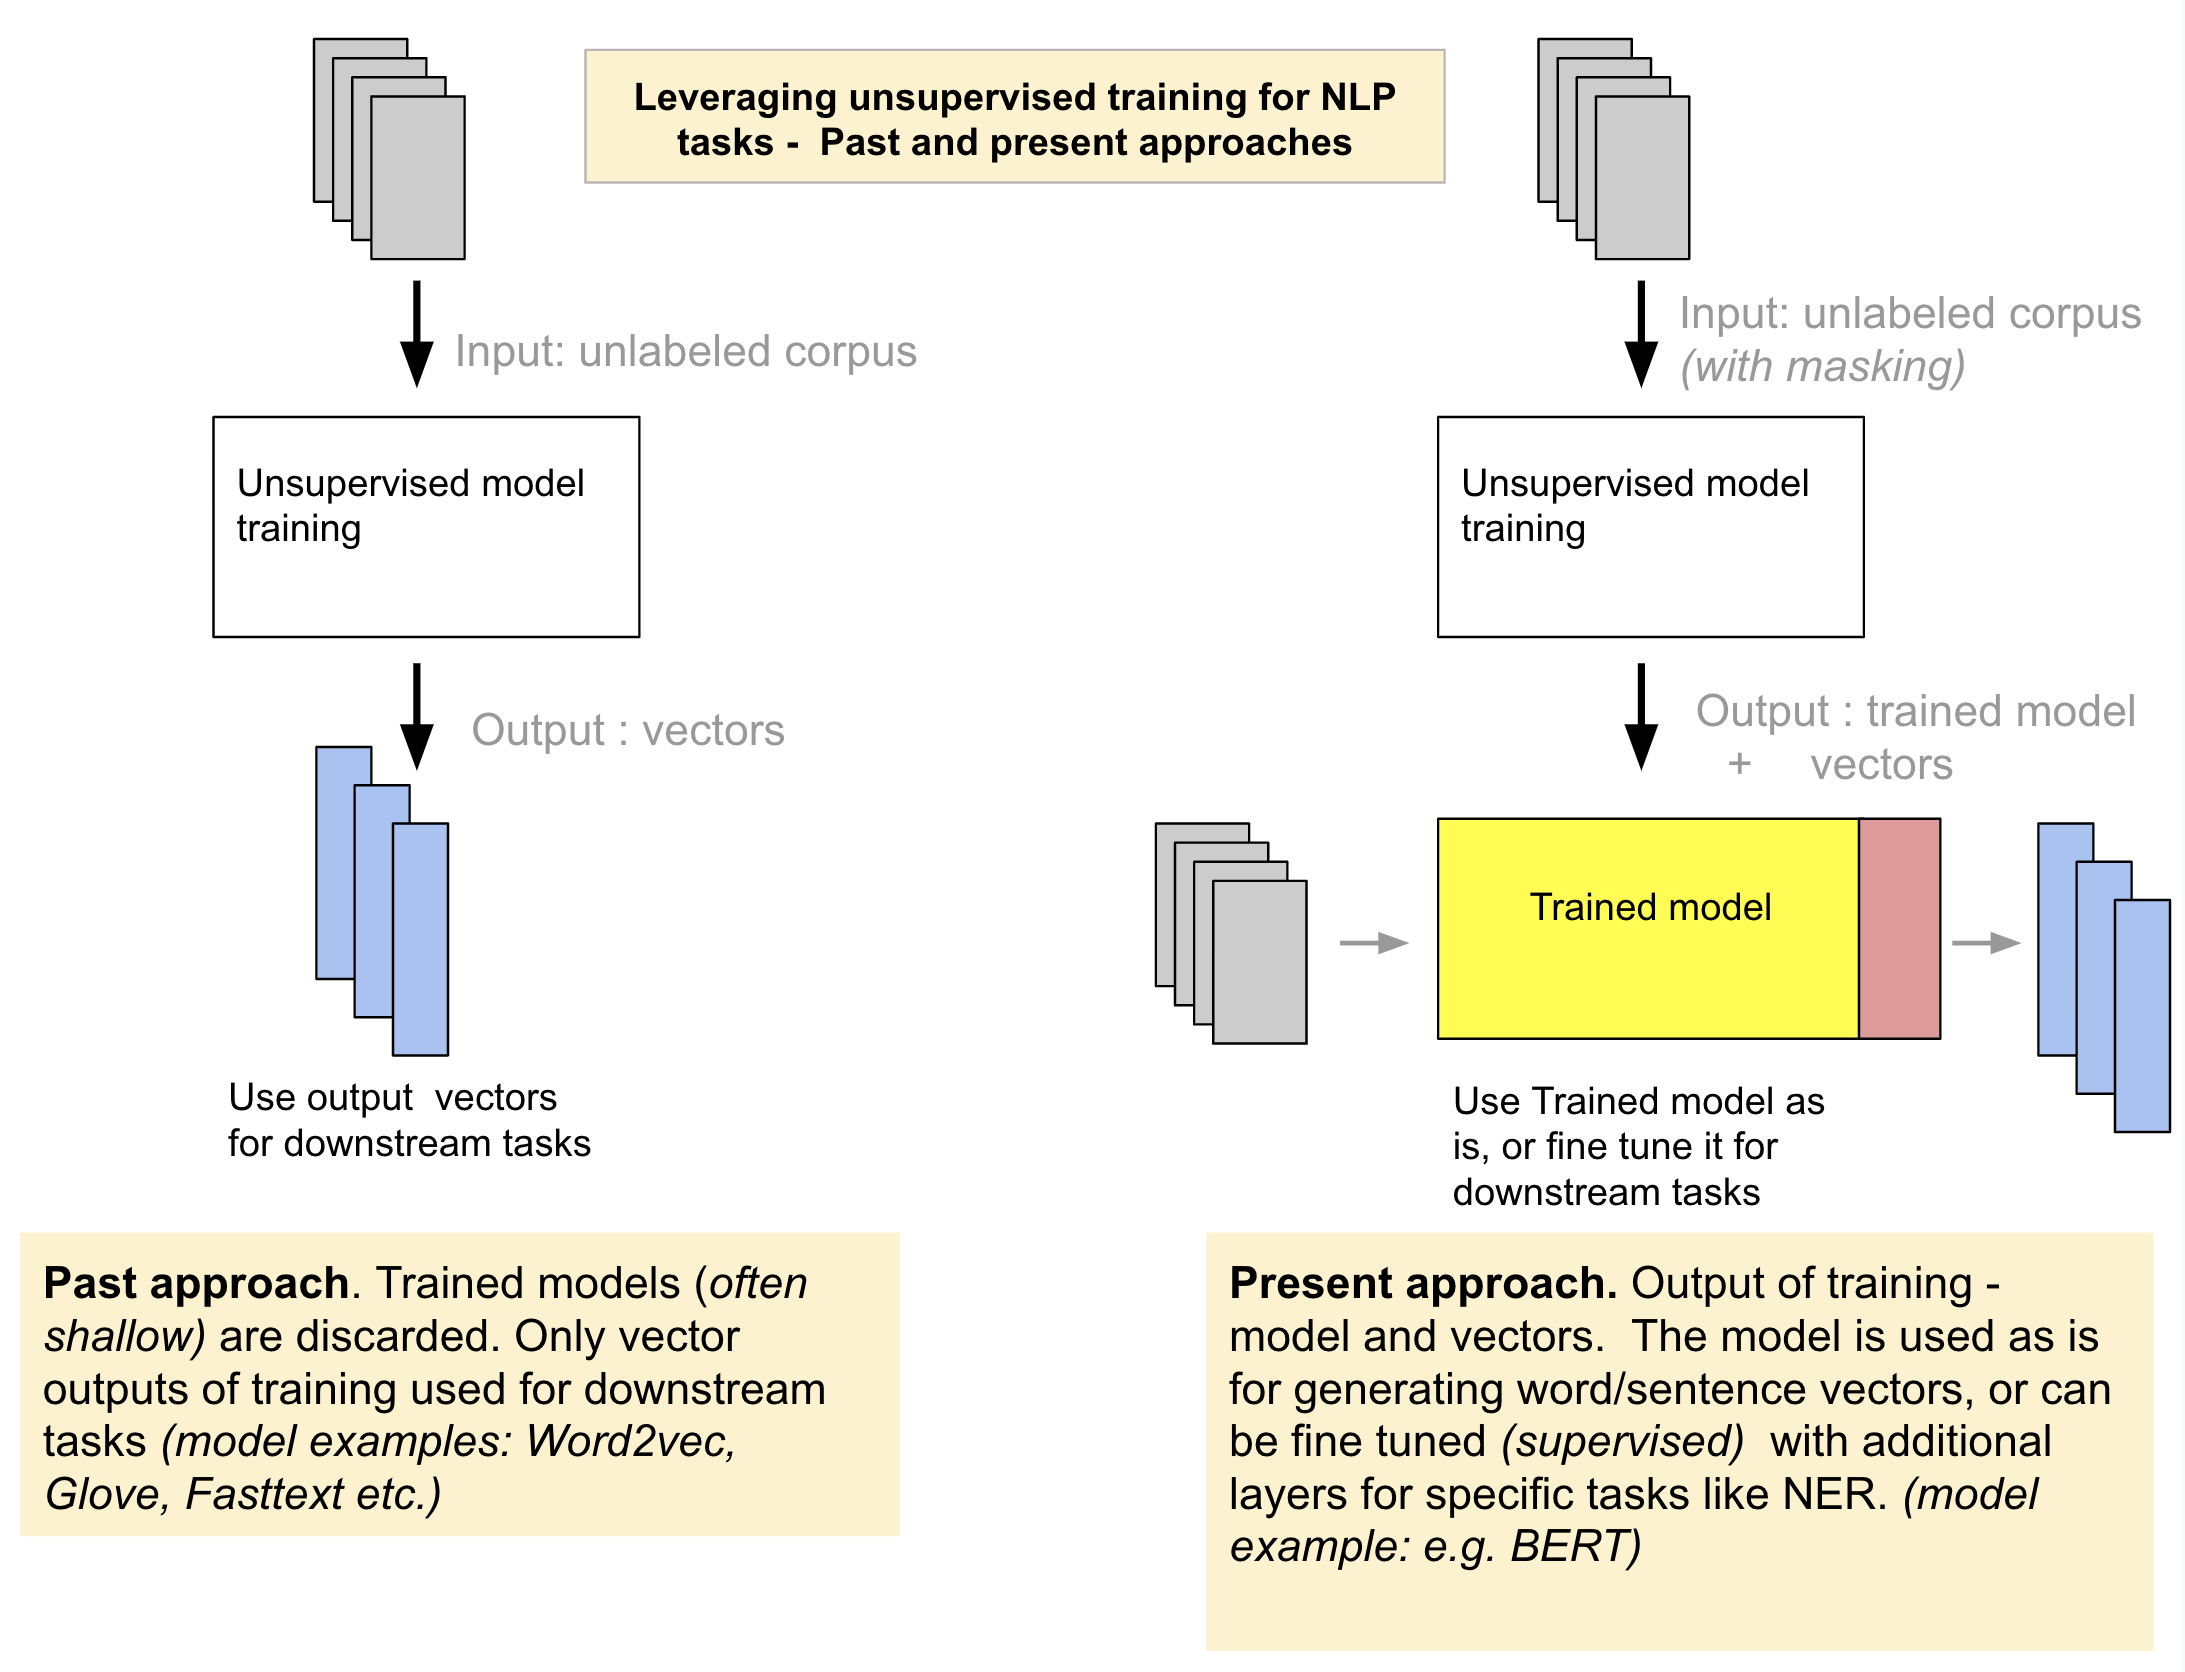 Leveraging unsupervised training for NLP
tasks - Past and present approaches
Input: unlabeled corpus
Unsupervised model
training
Output : vectors
Use output vectors
for downstream tasks
Past approach. Trained models (often
shallow) are discarded. Only vector
outputs of training used for downstream
tasks (model examples: Word2vec,
Glove, Fasttext etc.)
Input: unlabeled corpus
(with masking)
Unsupervised model
training
Output : trained model
+ vectors
Trained model
Use Trained model as
is, or fine tune it for
downstream tasks
Present approach. Output of training -
model and vectors. The model is used as is
for generating word/sentence vectors, or can
be fine tuned (supervised) with additional
layers for specific tasks like NER. (model
example: e.g. BERT)